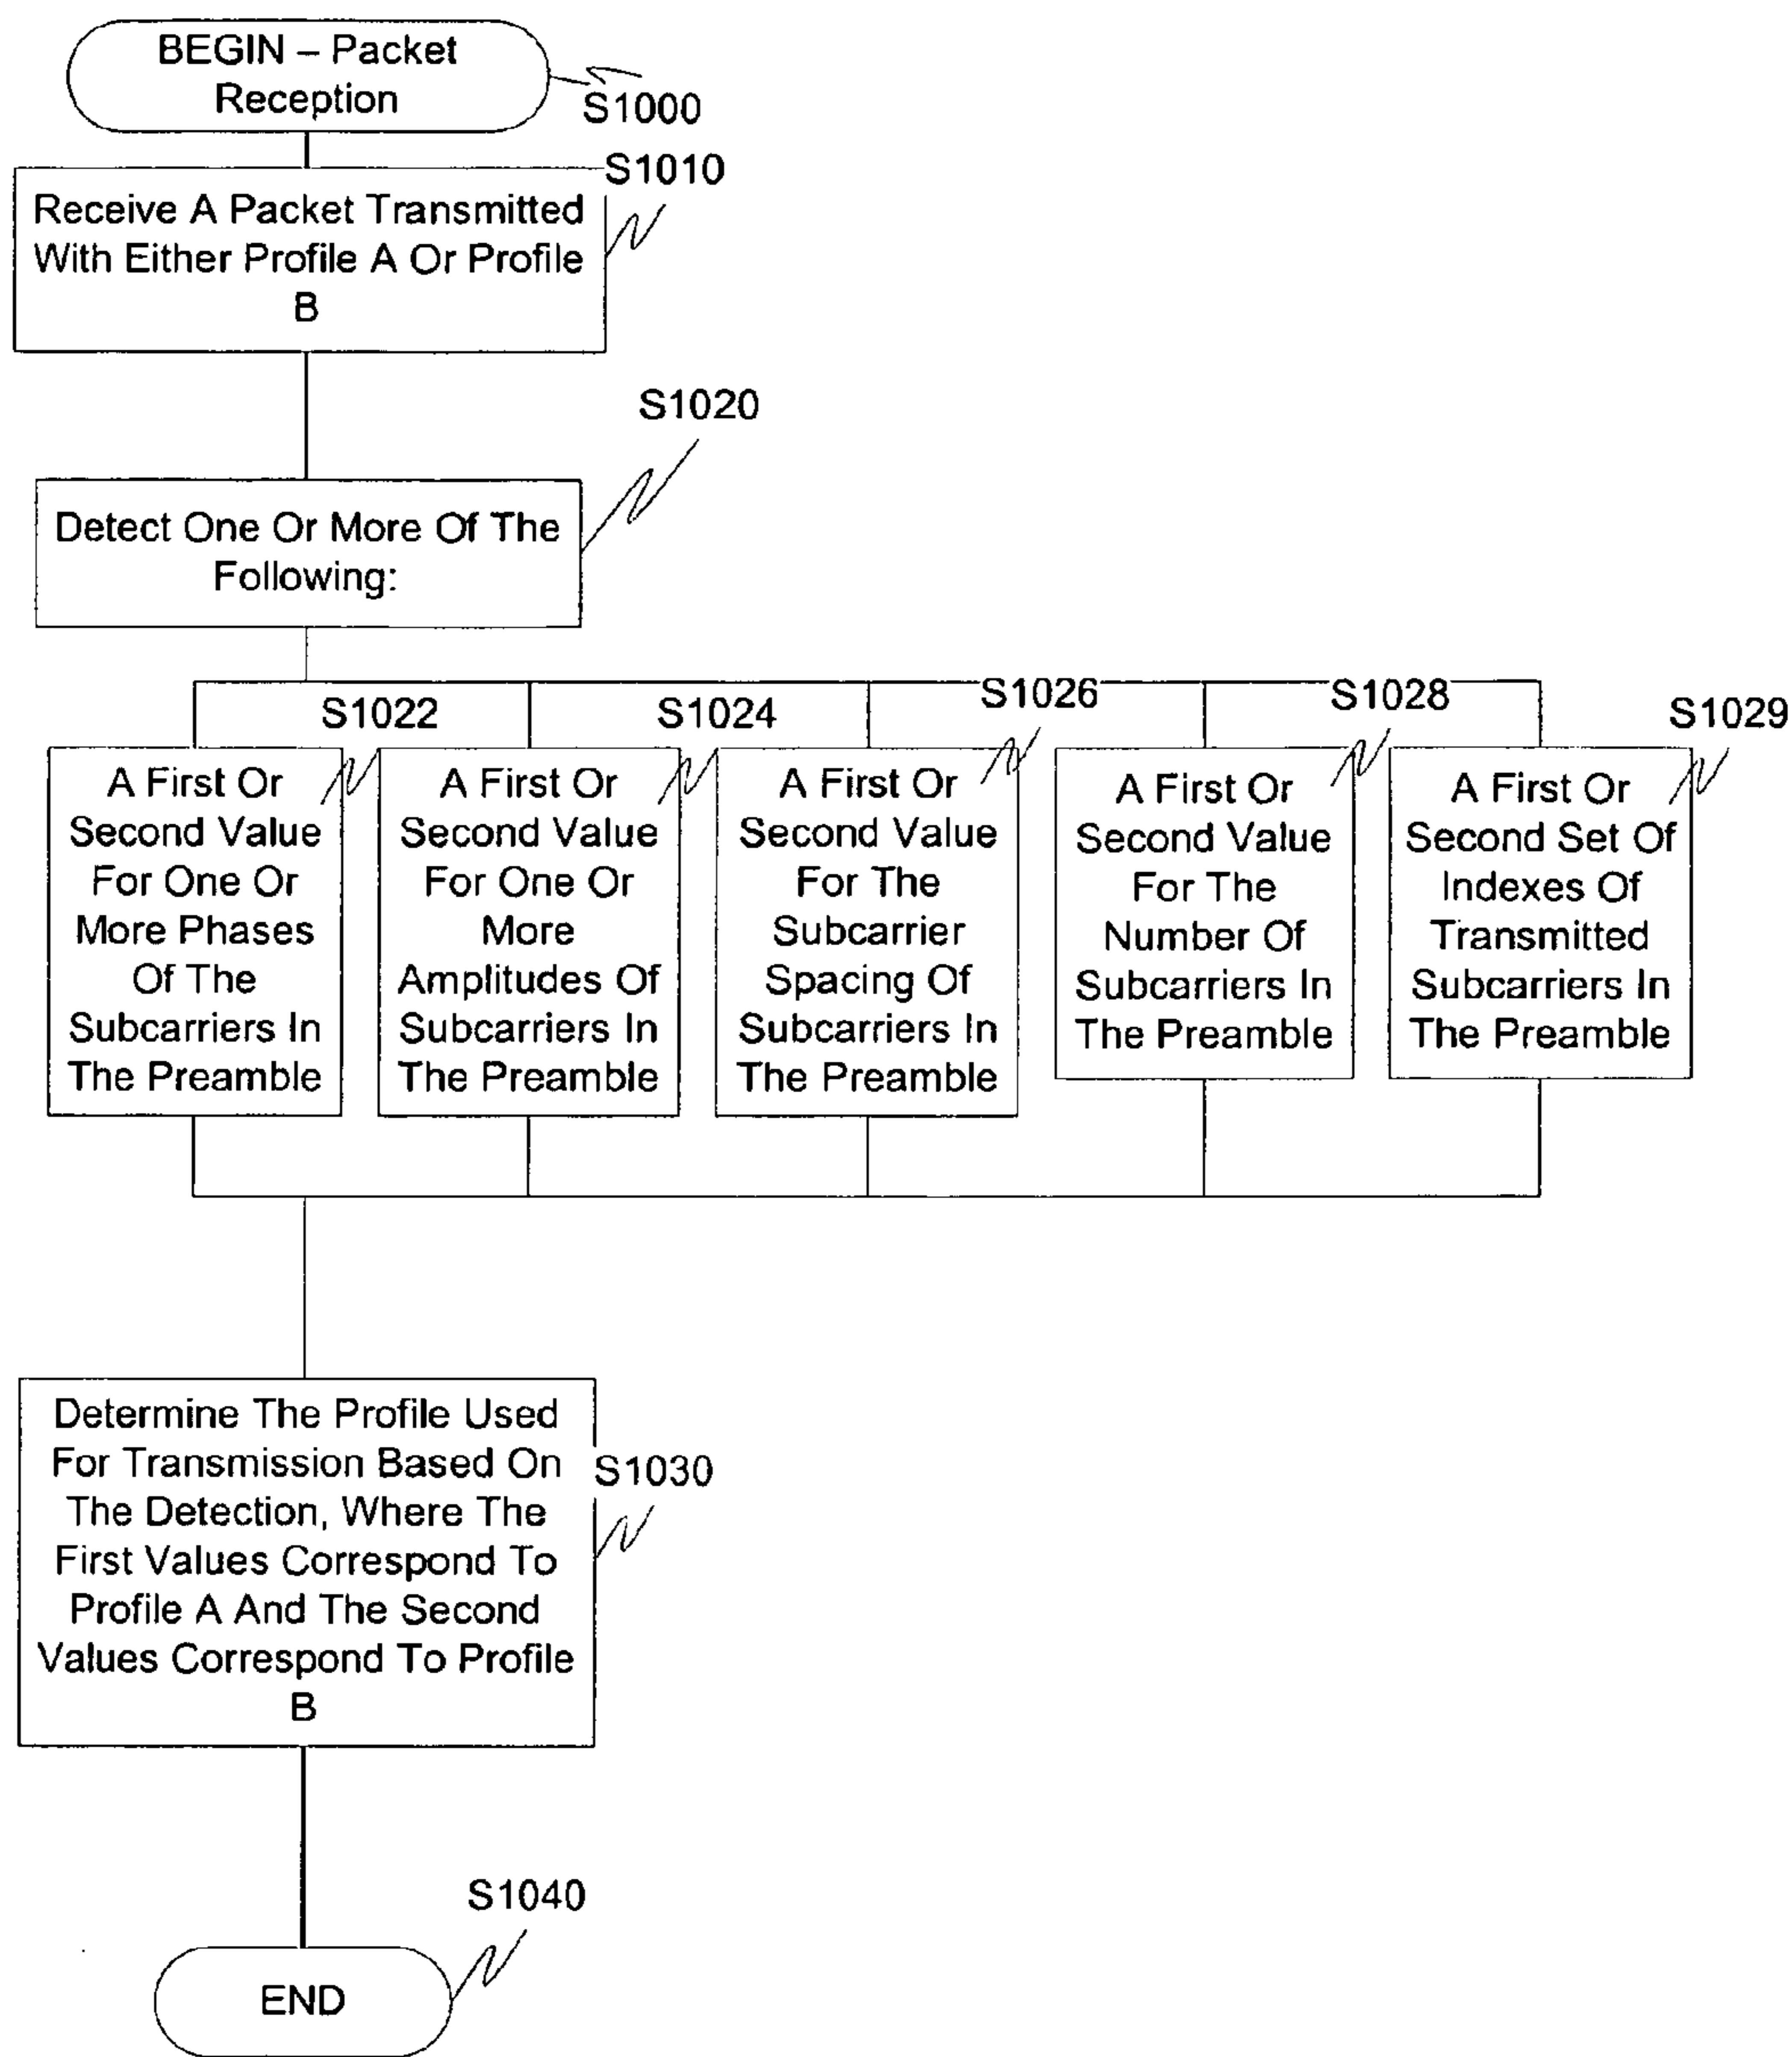 BEGIN – Packet
Reception
S1000
S1010
Receive A Packet Transmitted
With Either Profile A Or Profile
B
S1020
Detect One Or More Of The
Following:
S1022
A First Or
Second Value
For One Or
More Phases
Of The
Subcarriers In
The Preamble
S1024
A First Or
Second Value
For One Or
More
Amplitudes Of
Subcarriers In
The Preamble
S1026
A First Or
Second Value
For The
Subcarrier
Spacing Of
Subcarriers In
The Preamble
S1028
A First Or
Second Value
For The
Number Of
Subcarriers In
The Preamble
S1029
A First Or
Second Set Of
Indexes Of
Transmitted
Subcarriers In
The Preamble
Determine The Profile Used
For Transmission Based On
The Detection, Where The
First Values Correspond To
Profile A And The Second
Values Correspond To Profile
B
S1030
S1040
END